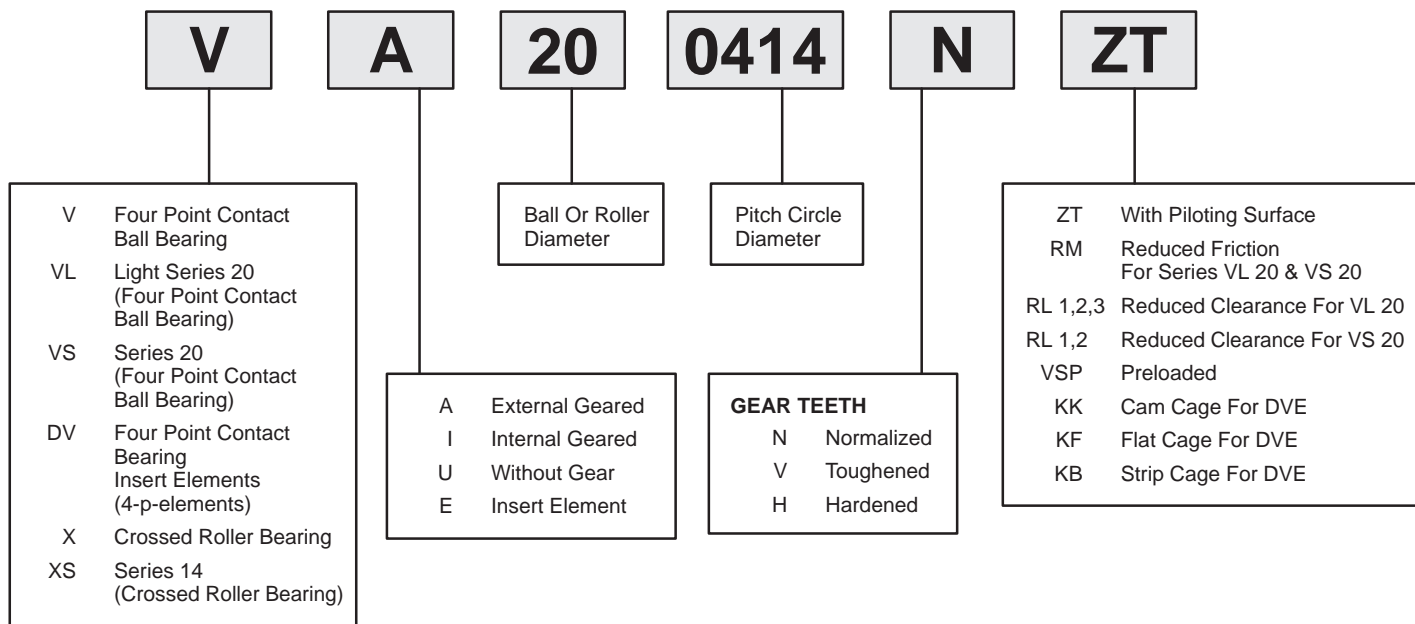 V A 20 0414 N ZT
V Four Point Contact
Ball Bearing
VL Light Series 20
(Four Point Contact
Ball Bearing)
VS Series 20
(Four Point Contact
Ball Bearing)
DV Four Point Contact
Bearing
Insert Elements
(4-p-elements)
X Crossed Roller Bearing
XS Series 14
(Crossed Roller Bearing)
A External Geared
I Internal Geared
U Without Gear
E Insert Element
Ball Or Roller
Diameter
Pitch Circle
Diameter
GEAR TEETH
N Normalized
V Toughened
H Hardened
ZT With Piloting Surface
RM Reduced Friction
For Series VL 20 & VS 20
RL 1,2,3 Reduced Clearance For VL 20
RL 1,2 Reduced Clearance For VS 20
VSP Preloaded
KK Cam Cage For DVE
KF Flat Cage For DVE
KB Strip Cage For DVE